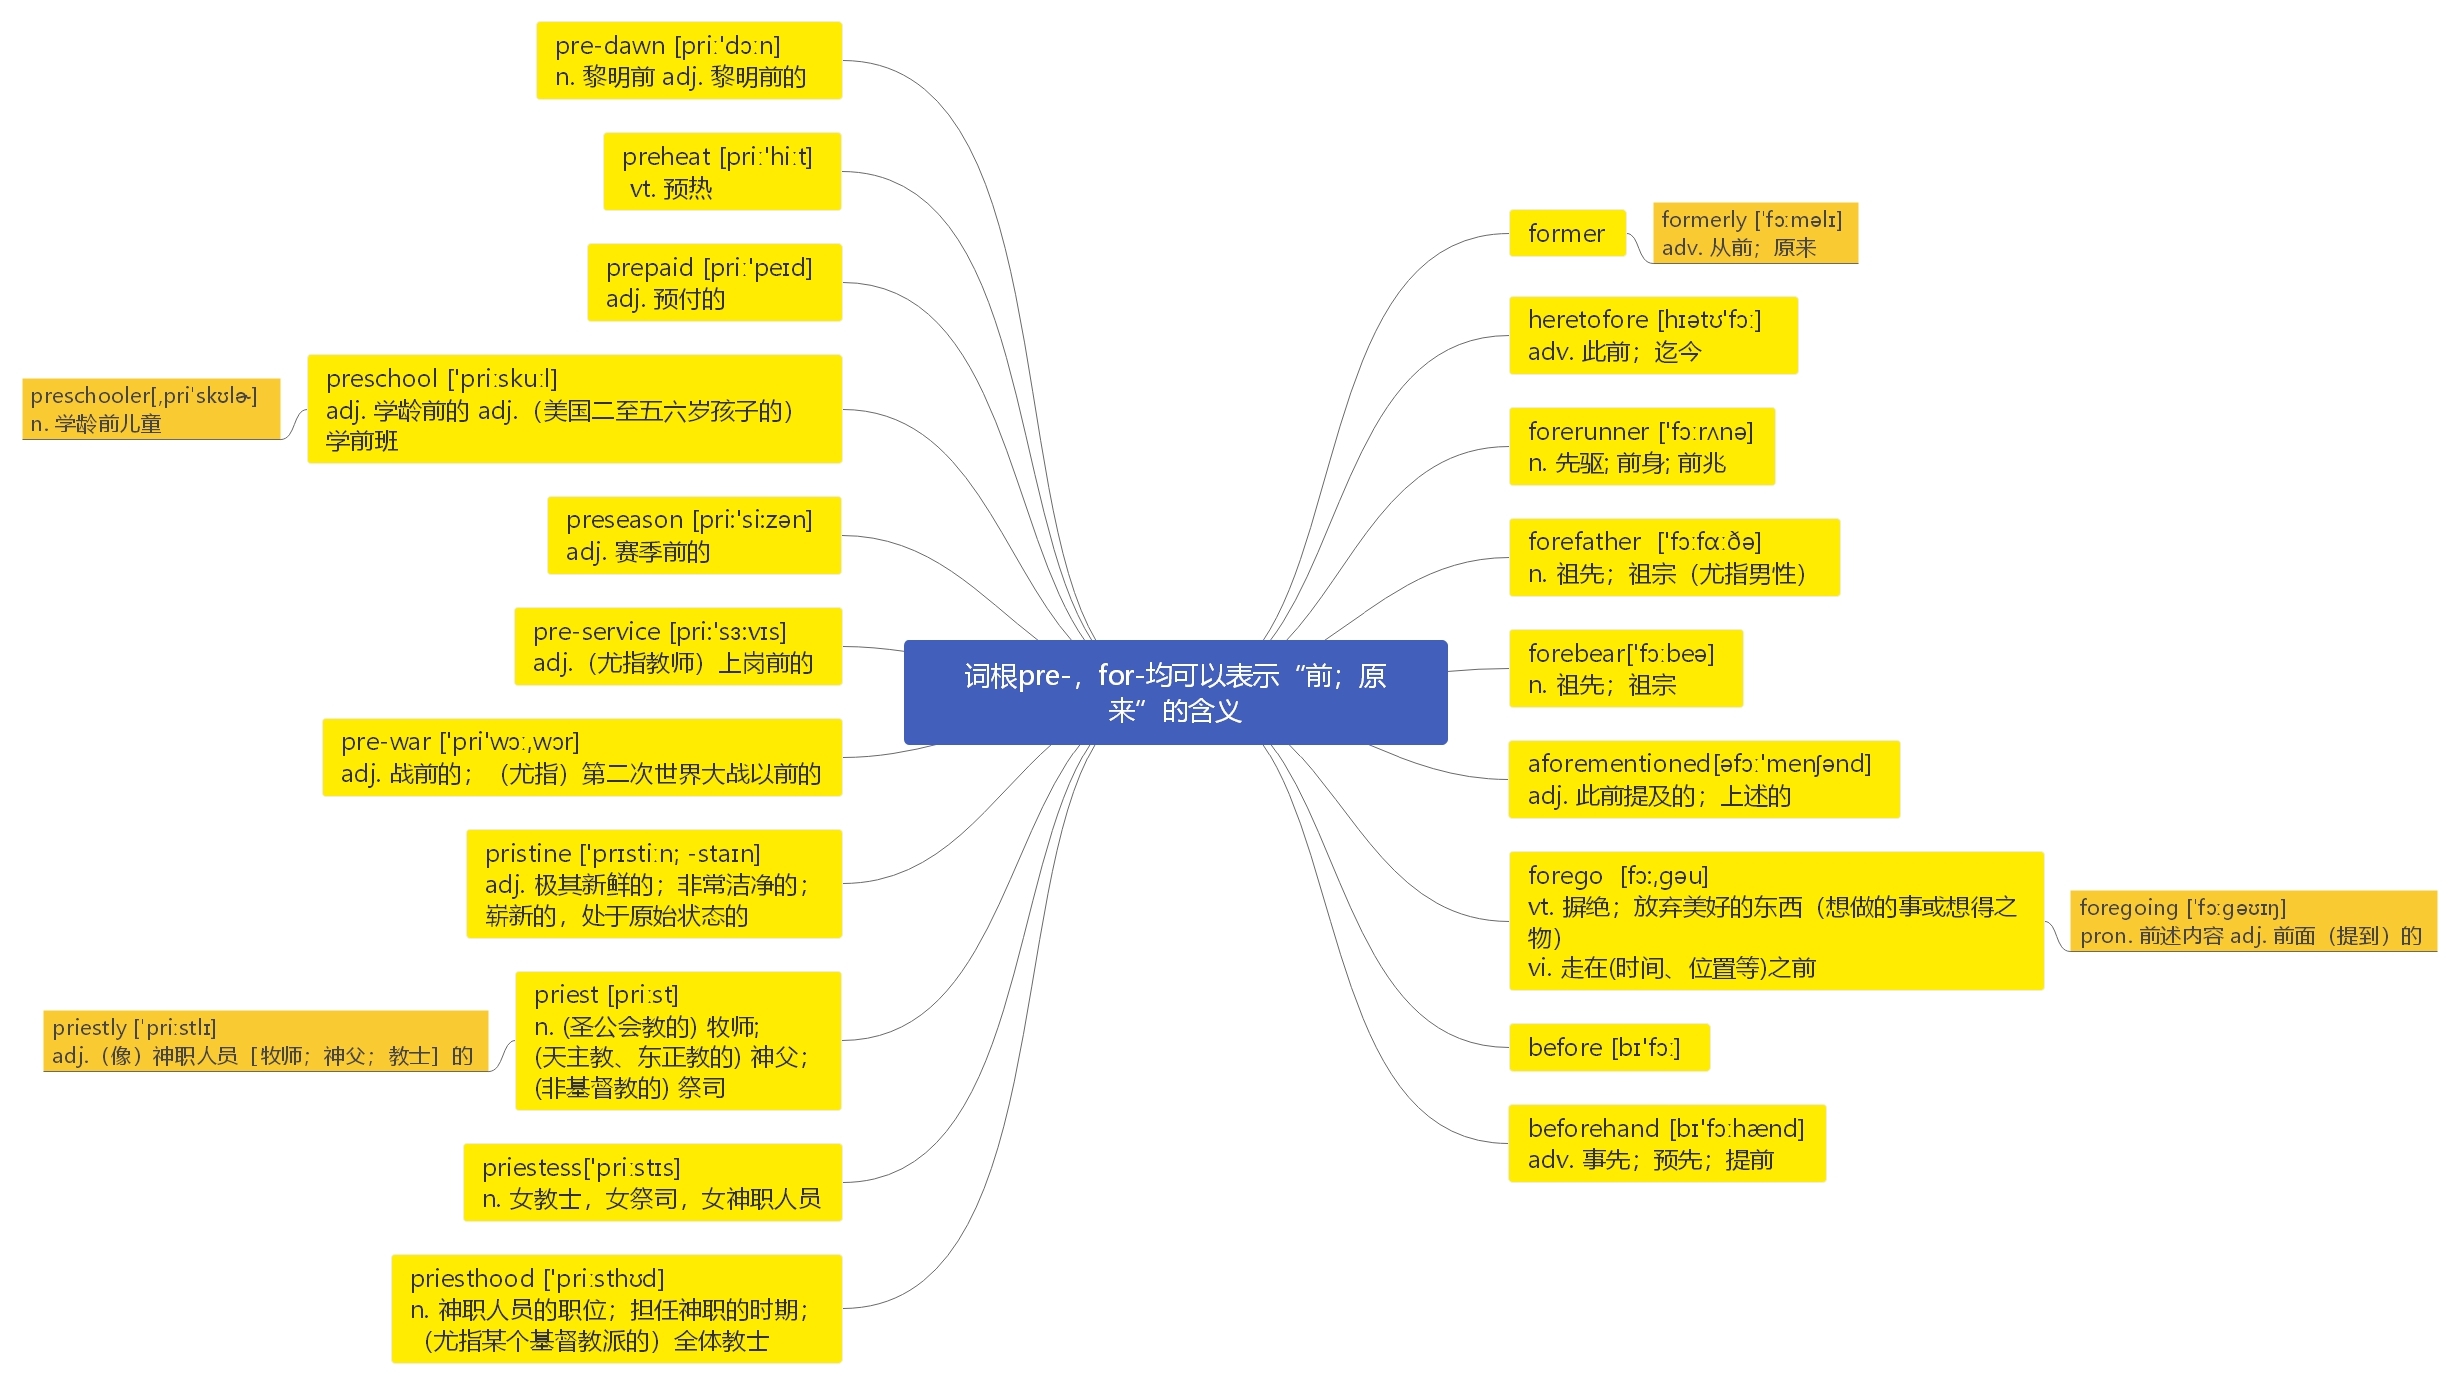 词根pre-，for-均可以表示“前；原
来”的含义
pre-dawn [priː'dɔːn]
n. 黎明前 adj. 黎明前的
preheat [priː'hiːt]
vt. 预热
prepaid [priː'peɪd]
adj. 预付的
preschool ['priːskuːl]
adj. 学龄前的 adj.（美国二至五六岁孩子的）
学前班
preschooler[ˌpriˈskʊlɚ]
n. 学龄前儿童
preseason [pri:'si:zən]
adj. 赛季前的
pre-service [pri:'sɜ:vɪs]
adj.（尤指教师）上岗前的
pre-war ['pri'wɔː,wɔr]
adj. 战前的；（尤指）第二次世界大战以前的
pristine ['prɪstiːn; -staɪn]
adj. 极其新鲜的；非常洁净的；
崭新的，处于原始状态的
priest [priːst]
n. (圣公会教的) 牧师;
(天主教、东正教的) 神父；
(非基督教的) 祭司
priestly [ˈpriːstlɪ]
adj.（像）神职人员［牧师；神父；教士］的
priestess['priːstɪs]
n. 女教士，女祭司，女神职人员
priesthood ['priːsthʊd]
n. 神职人员的职位；担任神职的时期；
（尤指某个基督教派的）全体教士
former
formerly [ˈfɔːməlɪ]
adv. 从前；原来
heretofore [hɪətʊ'fɔː]
adv. 此前；迄今
forerunner ['fɔːrʌnə]
n. 先驱; 前身; 前兆
forefather  ['fɔːfɑːðə]
n. 祖先；祖宗（尤指男性）
forebear['fɔːbeə]
n. 祖先；祖宗
aforementioned[əfɔː'menʃənd]
adj. 此前提及的；上述的
forego  [fɔː,gəu]
vt. 摒绝；放弃美好的东西（想做的事或想得之
物）
vi. 走在(时间、位置等)之前
foregoing [ˈfɔːgəʊɪŋ]
pron. 前述内容 adj. 前面（提到）的
before [bɪ'fɔː]
beforehand [bɪ'fɔːhænd]
adv. 事先；预先；提前